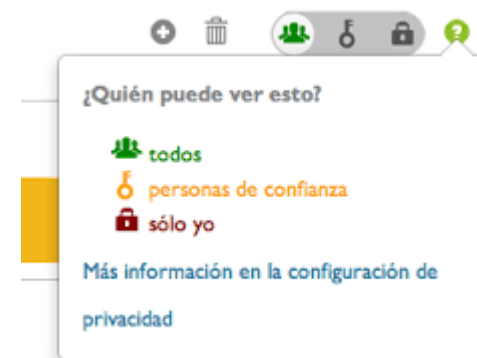 ?
¿Quién puede ver esto?
todos
personas de confianza
sólo yo
Más información en la configuración de
privacidad